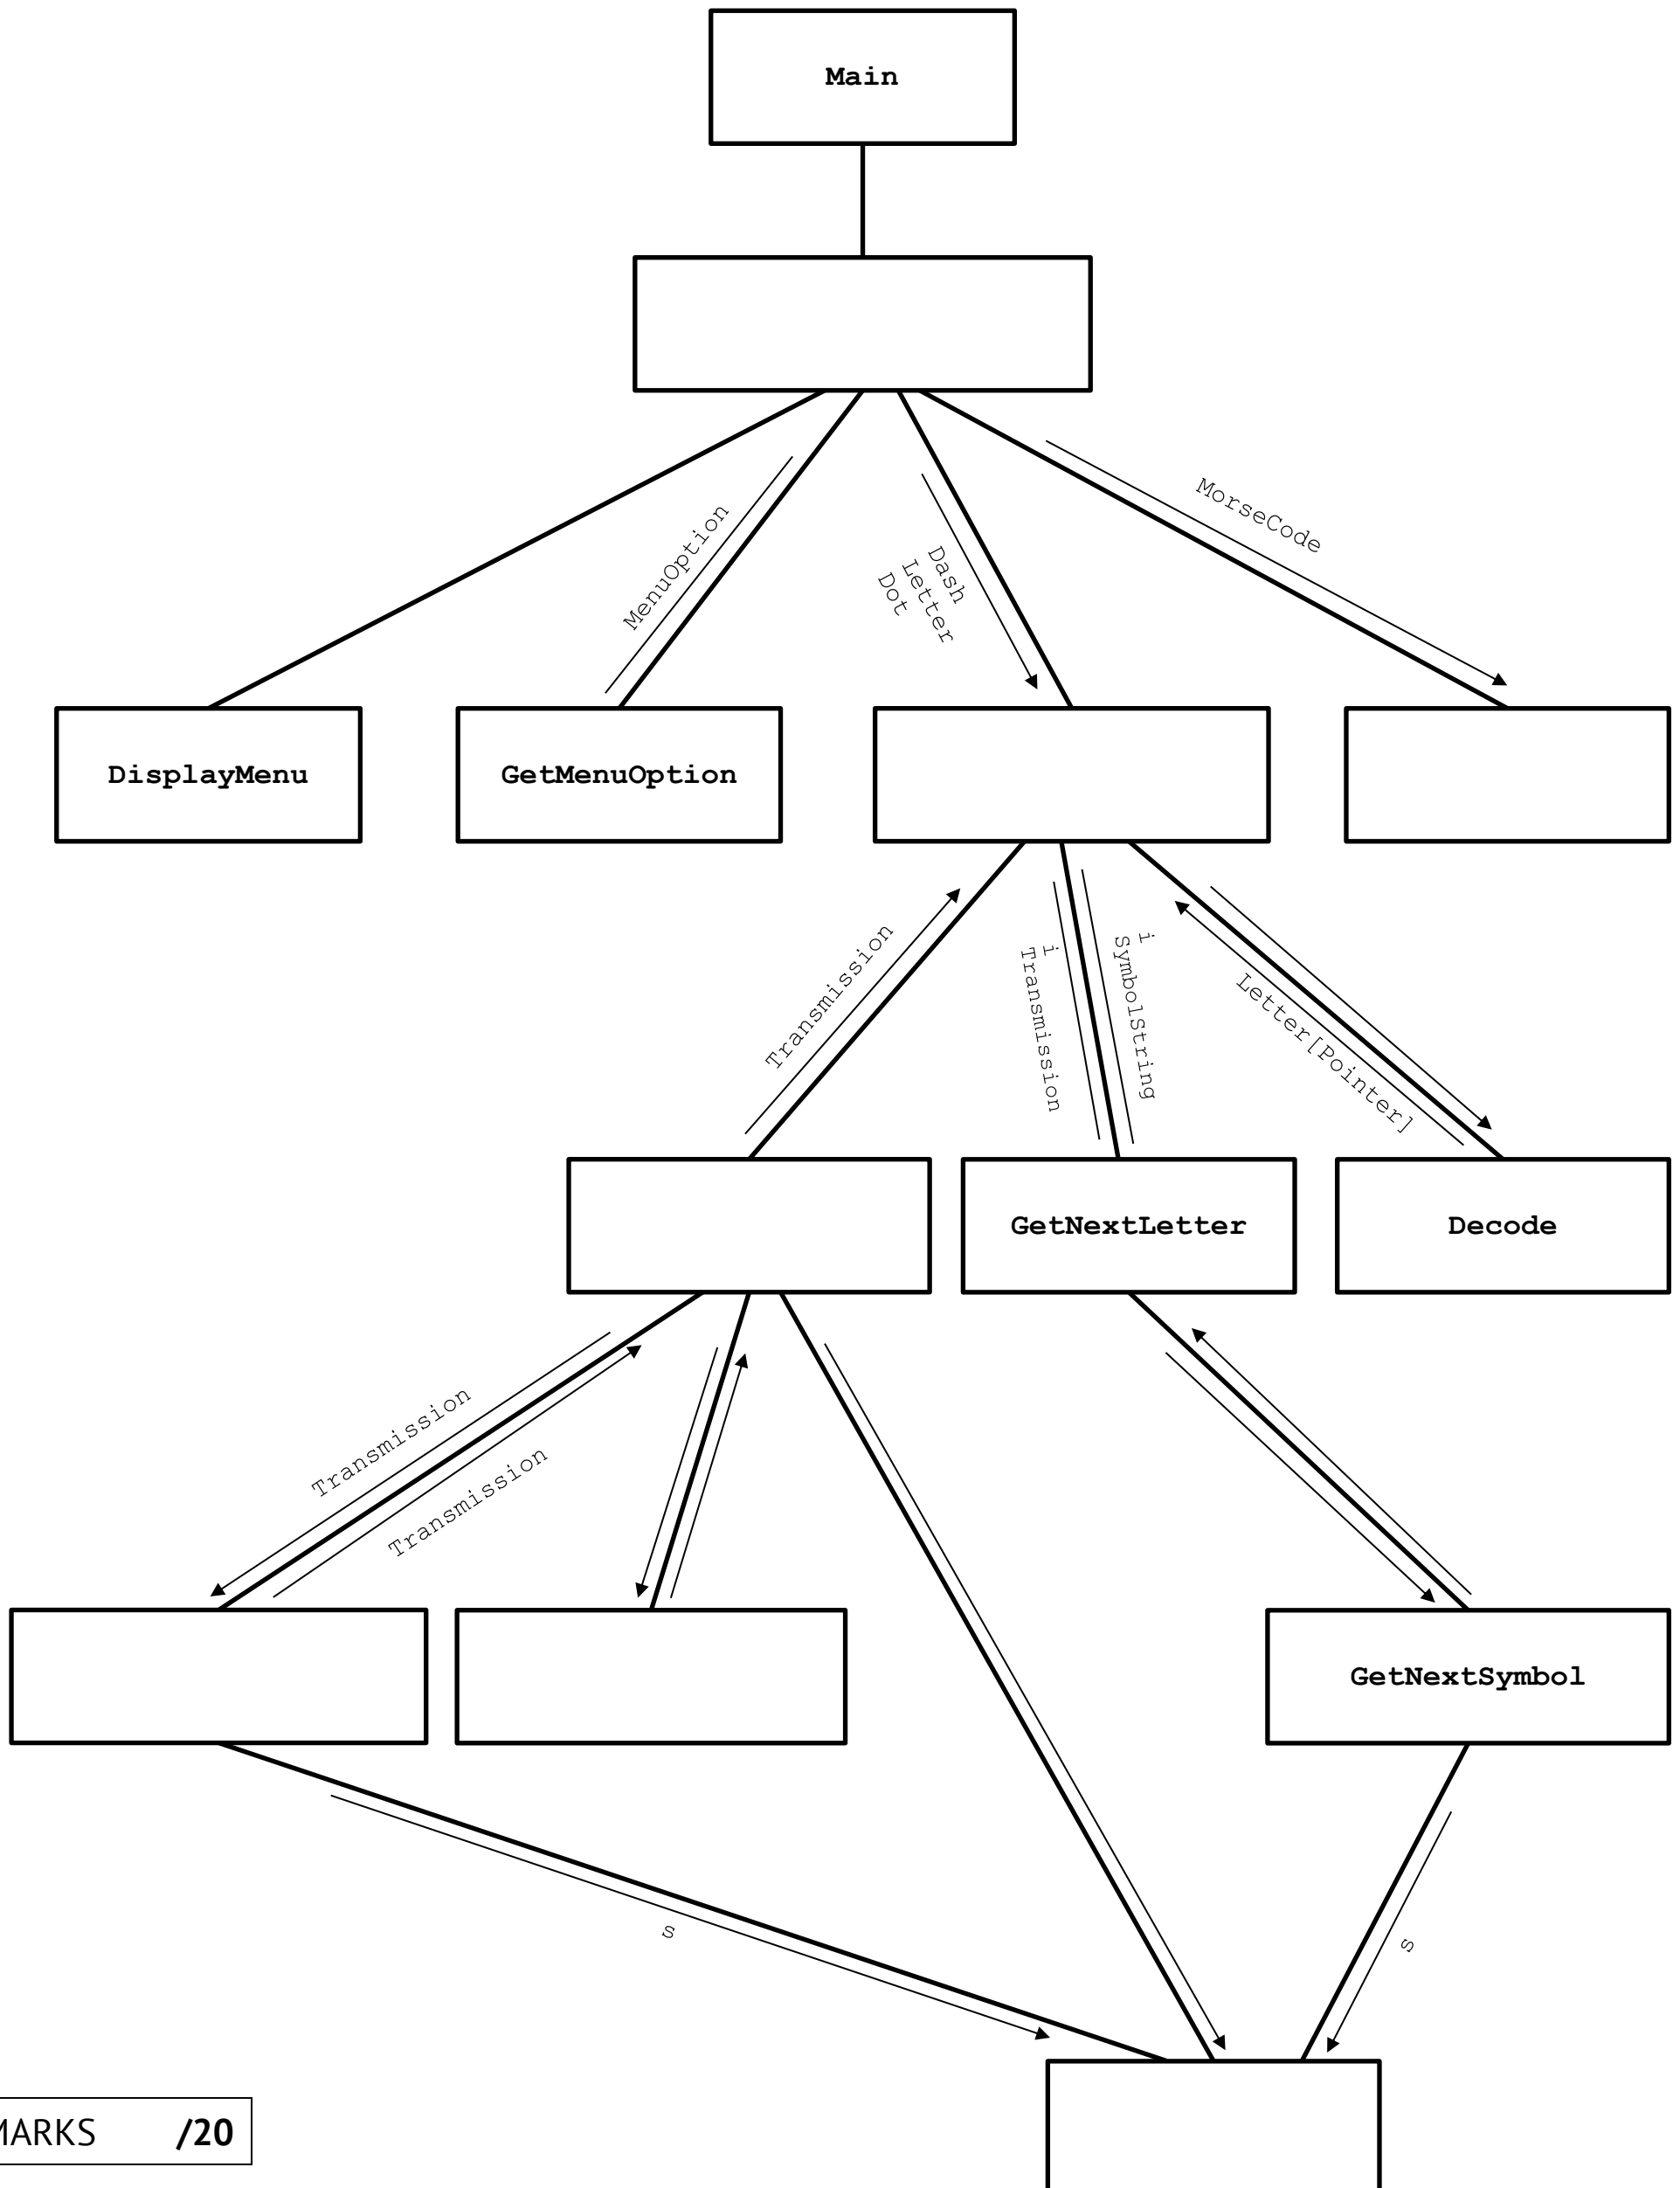 Main
MenuOption
Dash
Letter
Dot
MorseCode
DisplayMenu
GetMenuOption
Transmission
i
Transmission
i
SymbolString
Letter[Pointer]
GetNextLetter
Decode
Transmission
Transmission
GetNextSymbol
s
s
MARKS /20